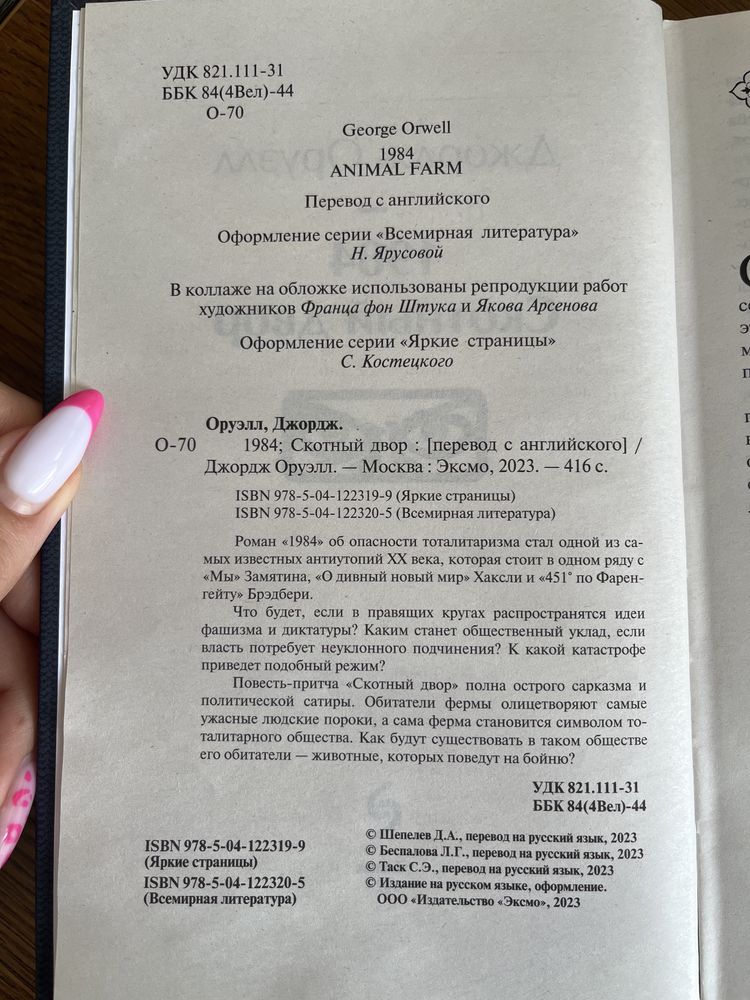 УДК 821.111-31
ББК 84(4Вел)-44
О-70
George Orwell
1984
ANIMAL FARM
Перевод с английского
Оформление серии «Всемирная литература»
Н. Ярусовой
В коллаже на обложке использованы репродукции работ
художников Франца фон Штука и Якова Арсенова
Оформление серии «Яркие страницы»
С. Костецкого
Оруэлл, Джордж.
О-70 1984; Скотный двор : [перевод с английского] /
Джордж Оруэлл. — Москва : Эксмо, 2023. — 416 с.
ISBN 978-5-04-122319-9 (Яркие страницы)
ISBN 978-5-04-122320-5 (Всемирная литература)
Роман «1984» об опасности тоталитаризма стал одной из са-
мых известных антиутопий XX века, которая стоит в одном ряду с
«Мы» Замятина, «О дивный новый мир» Хаксли и «451° по Фарен-
гейту» Брэдбери.
Что будет, если в правящих кругах распространятся идеи
фашизма и диктатуры? Каким станет общественный уклад, если
власть потребует неуклонного подчинения? К какой катастрофе
приведет подобный режим?
Повесть-притча «Скотный двор» полна острого сарказма и
политической сатиры. Обитатели фермы олицетворяют самые
ужасные людские пороки, а сама ферма становится символом то-
талитарного общества. Как будут существовать в таком обществе
его обитатели — животные, которых поведут на бойню?
УДК 821.111-31
ББК 84(4Вел)-44
© Шепелев Д.А., перевод на русский язык, 2023
© Беспалова Л.Г., перевод на русский язык, 2023
© Таск С.Э., перевод на русский язык, 2023
© Издание на русском языке, оформление.
ООО «Издательство «Эксмо», 2023
ISBN 978-5-04-122319-9
(Яркие страницы)
ISBN 978-5-04-122320-5
(Всемирная литература)